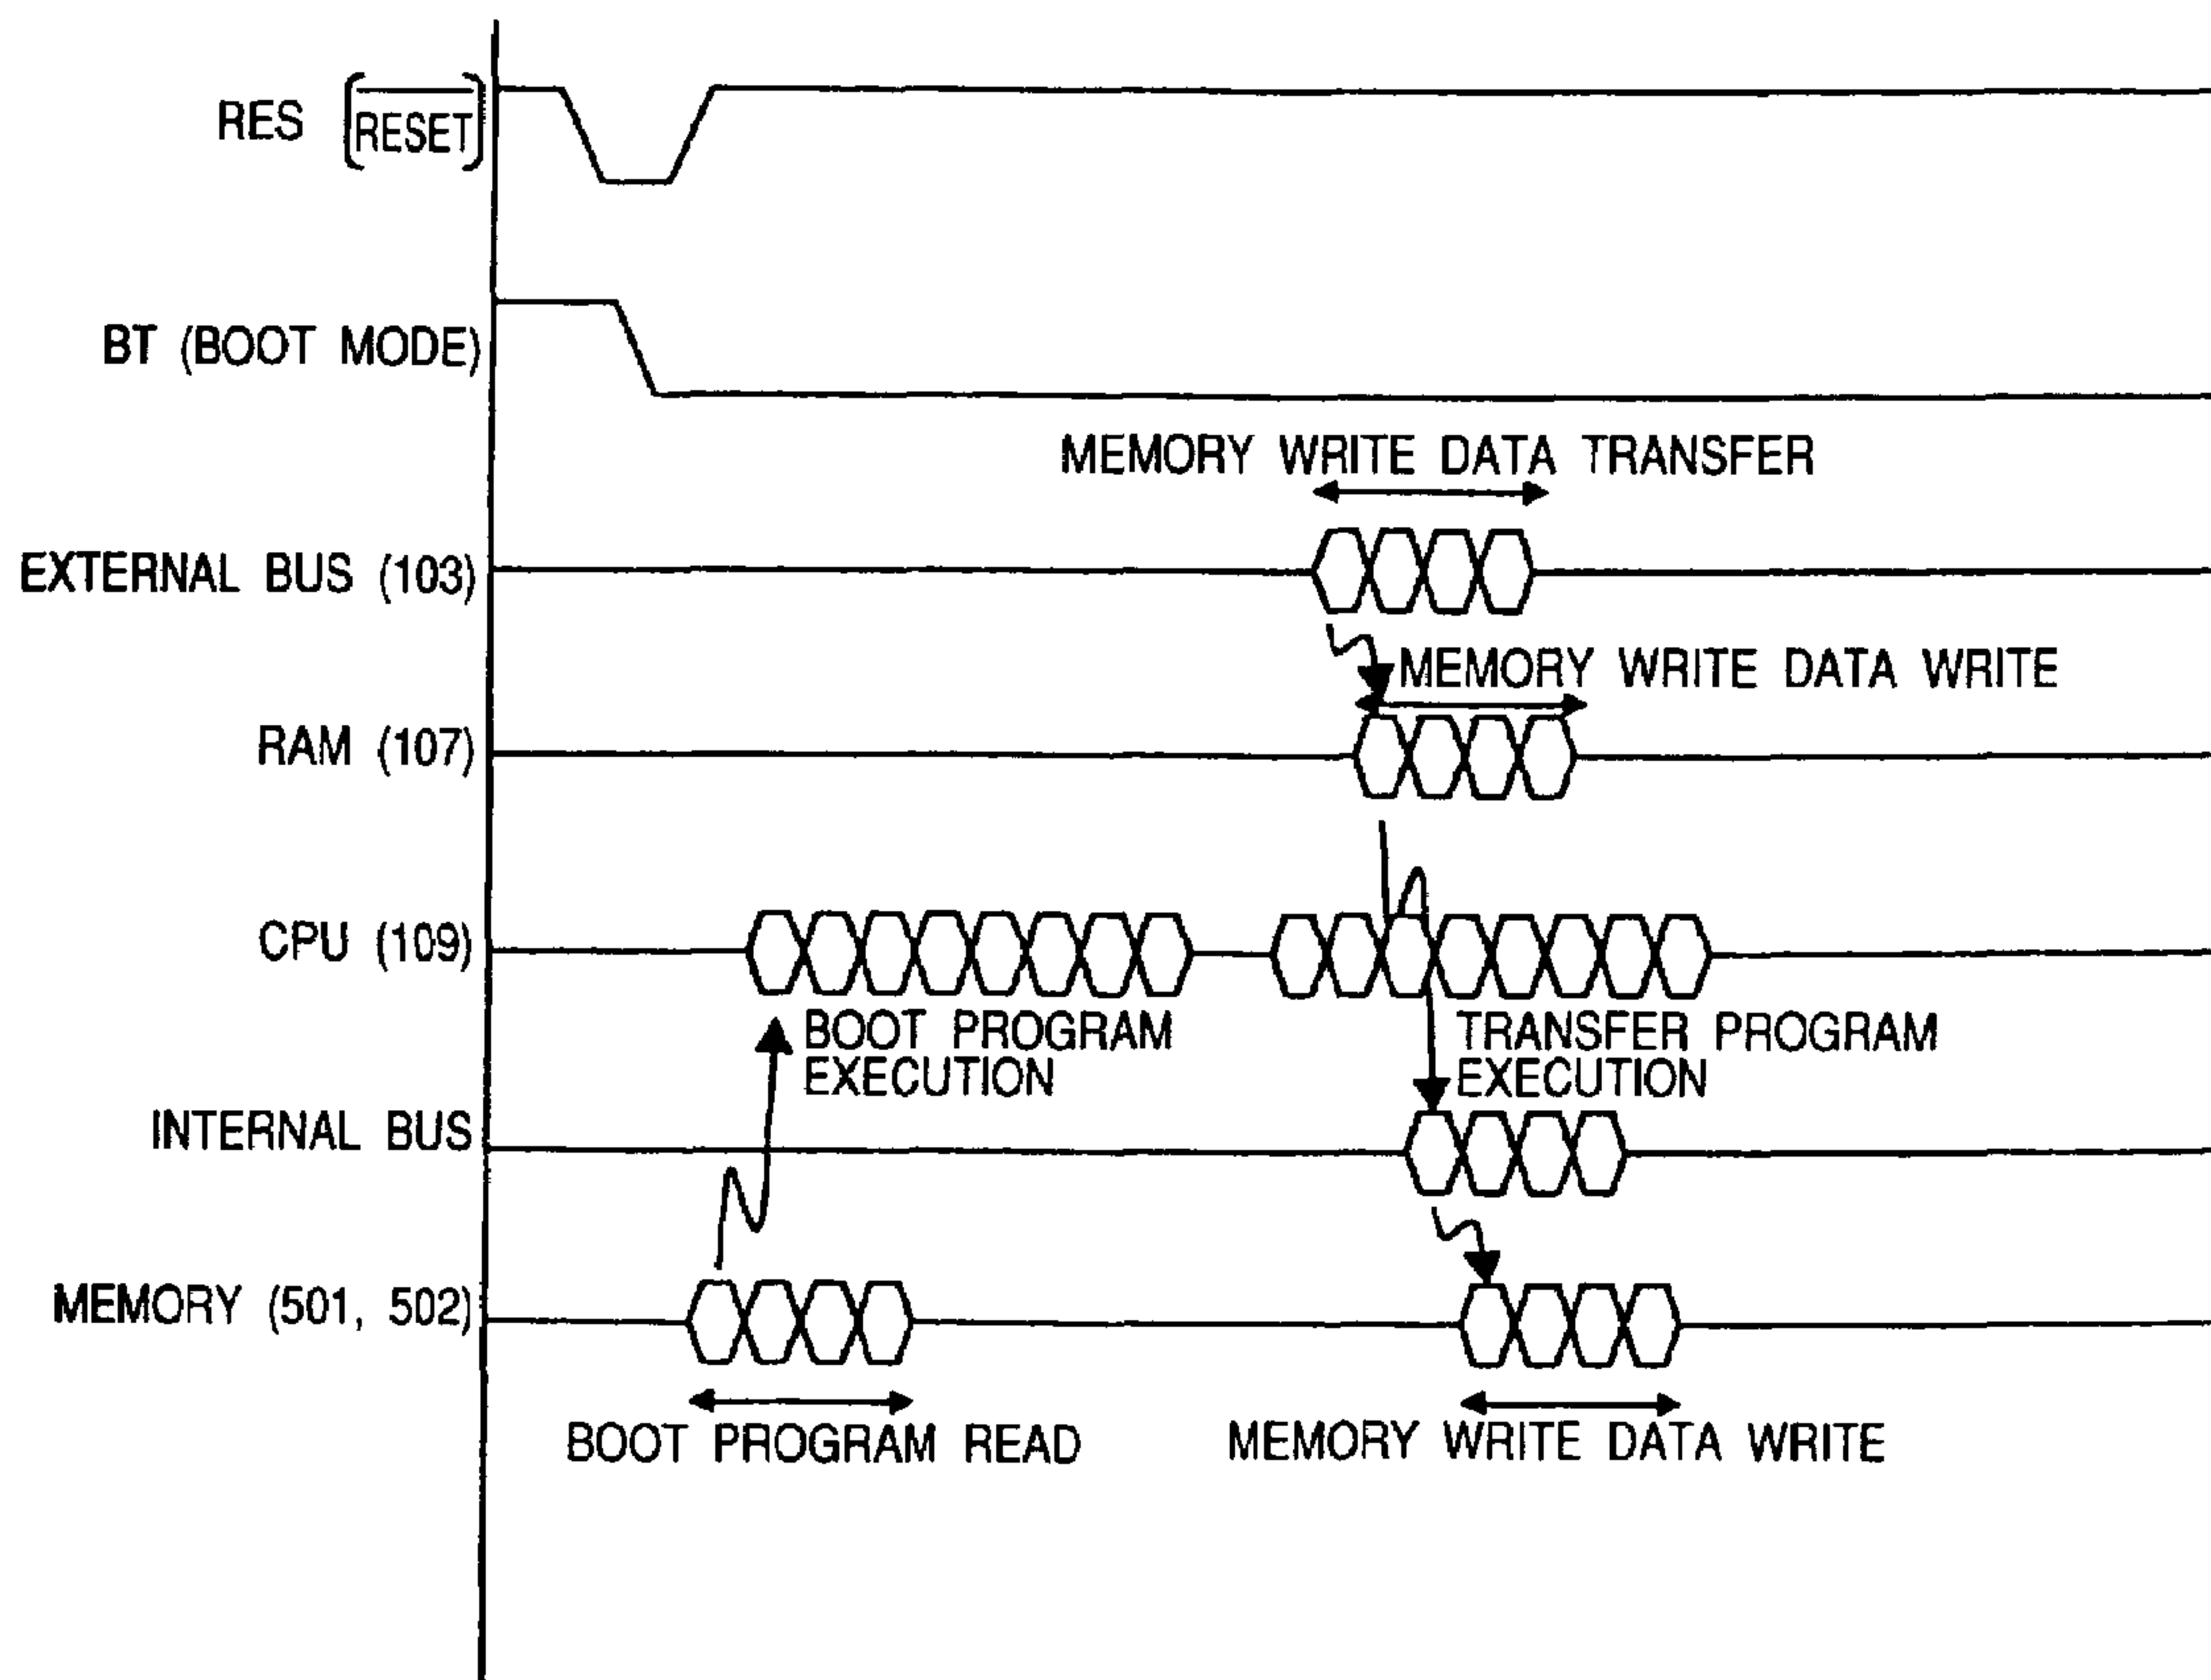 RES (RESET)
BT (BOOT MODE)
MEMORY WRITE DATA TRANSFER
EXTERNAL BUS (103)
MEMORY WRITE DATA WRITE
RAM (107)
CPU (109)
BOOT PROGRAM
EXECUTION
TRANSFER PROGRAM
EXECUTION
INTERNAL BUS
MEMORY (501, 502)
BOOT PROGRAM READ
MEMORY WRITE DATA WRITE